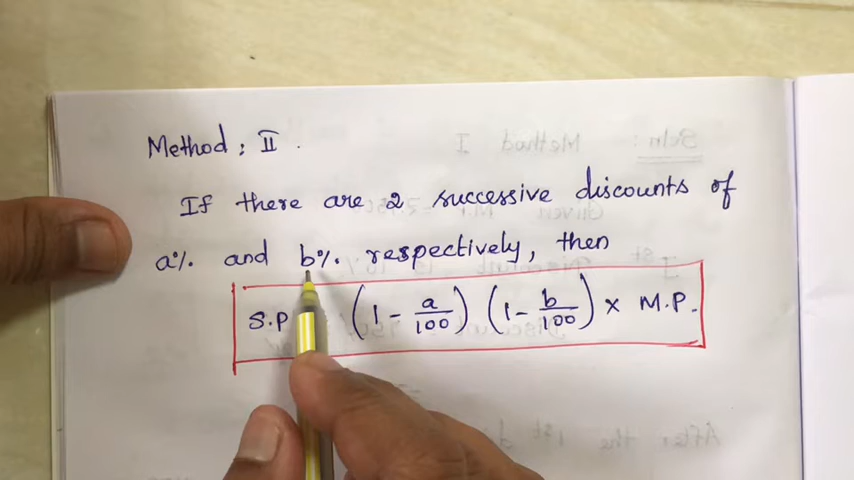 Method : II .
If there are 2 successive discounts of
a% and b% respectively, then
S.P (1 - a/100) (1 - b/100) × M.P.